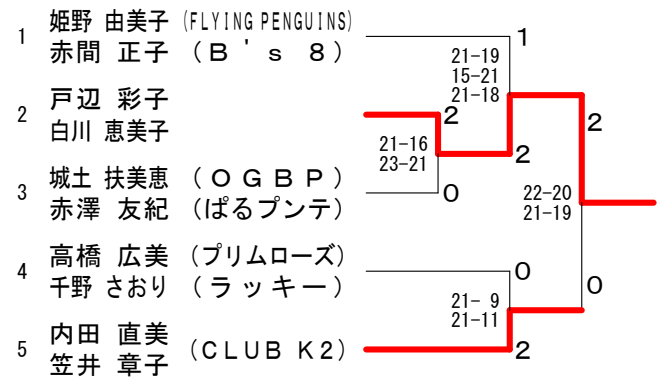 1 姫野 由美子 (FLYING PENGUINS)
赤間 正子 (B's 8)
2 戸辺 彩子
白川 恵美子
3 城土 扶美恵 (OGBP)
赤澤 友紀 (ぱるプンテ)
4 高橋 広美 (プリムローズ)
千野 さおり (ラッキー)
5 内田 直美
笠井 章子 (CLUB K2)
1
21-19
15-21
21-18
2
2
21-16
23-21
2
0
22-20
21-19
0
0
21- 9
21-11
2